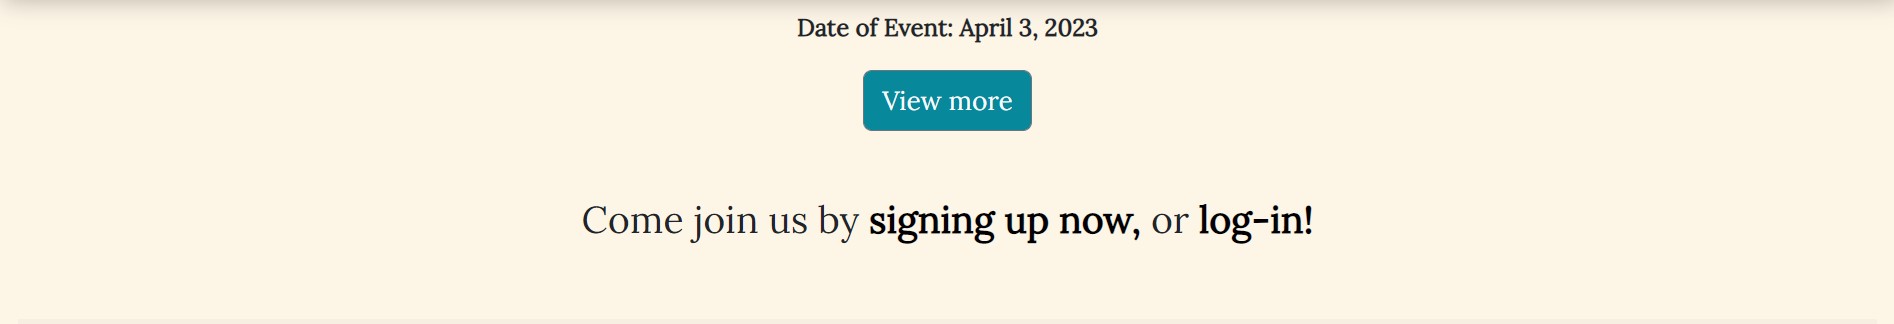 Date of Event: April 3, 2023
View more
Come join us by signing up now, or log-in!